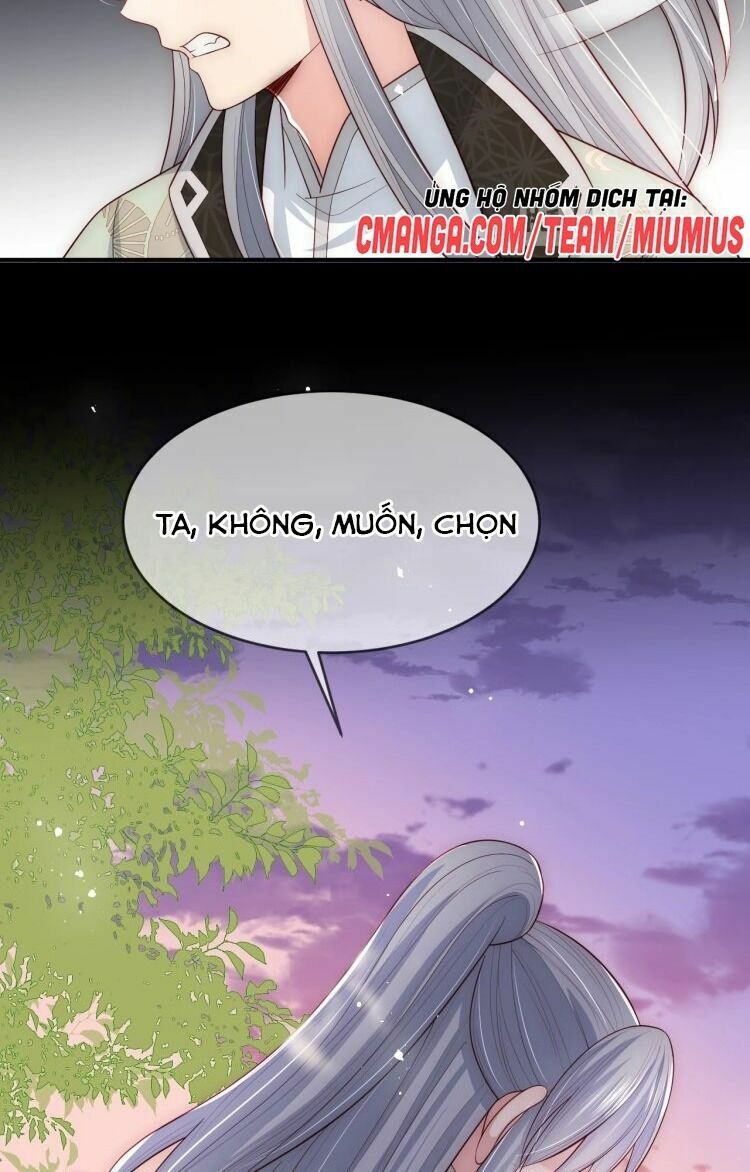 ỦNG HỘ NHÓM DỊCH TẠI:
CMANGA.COM/TEAM/MIUMIUS
TA, KHÔNG, MUỐN, CHỌN